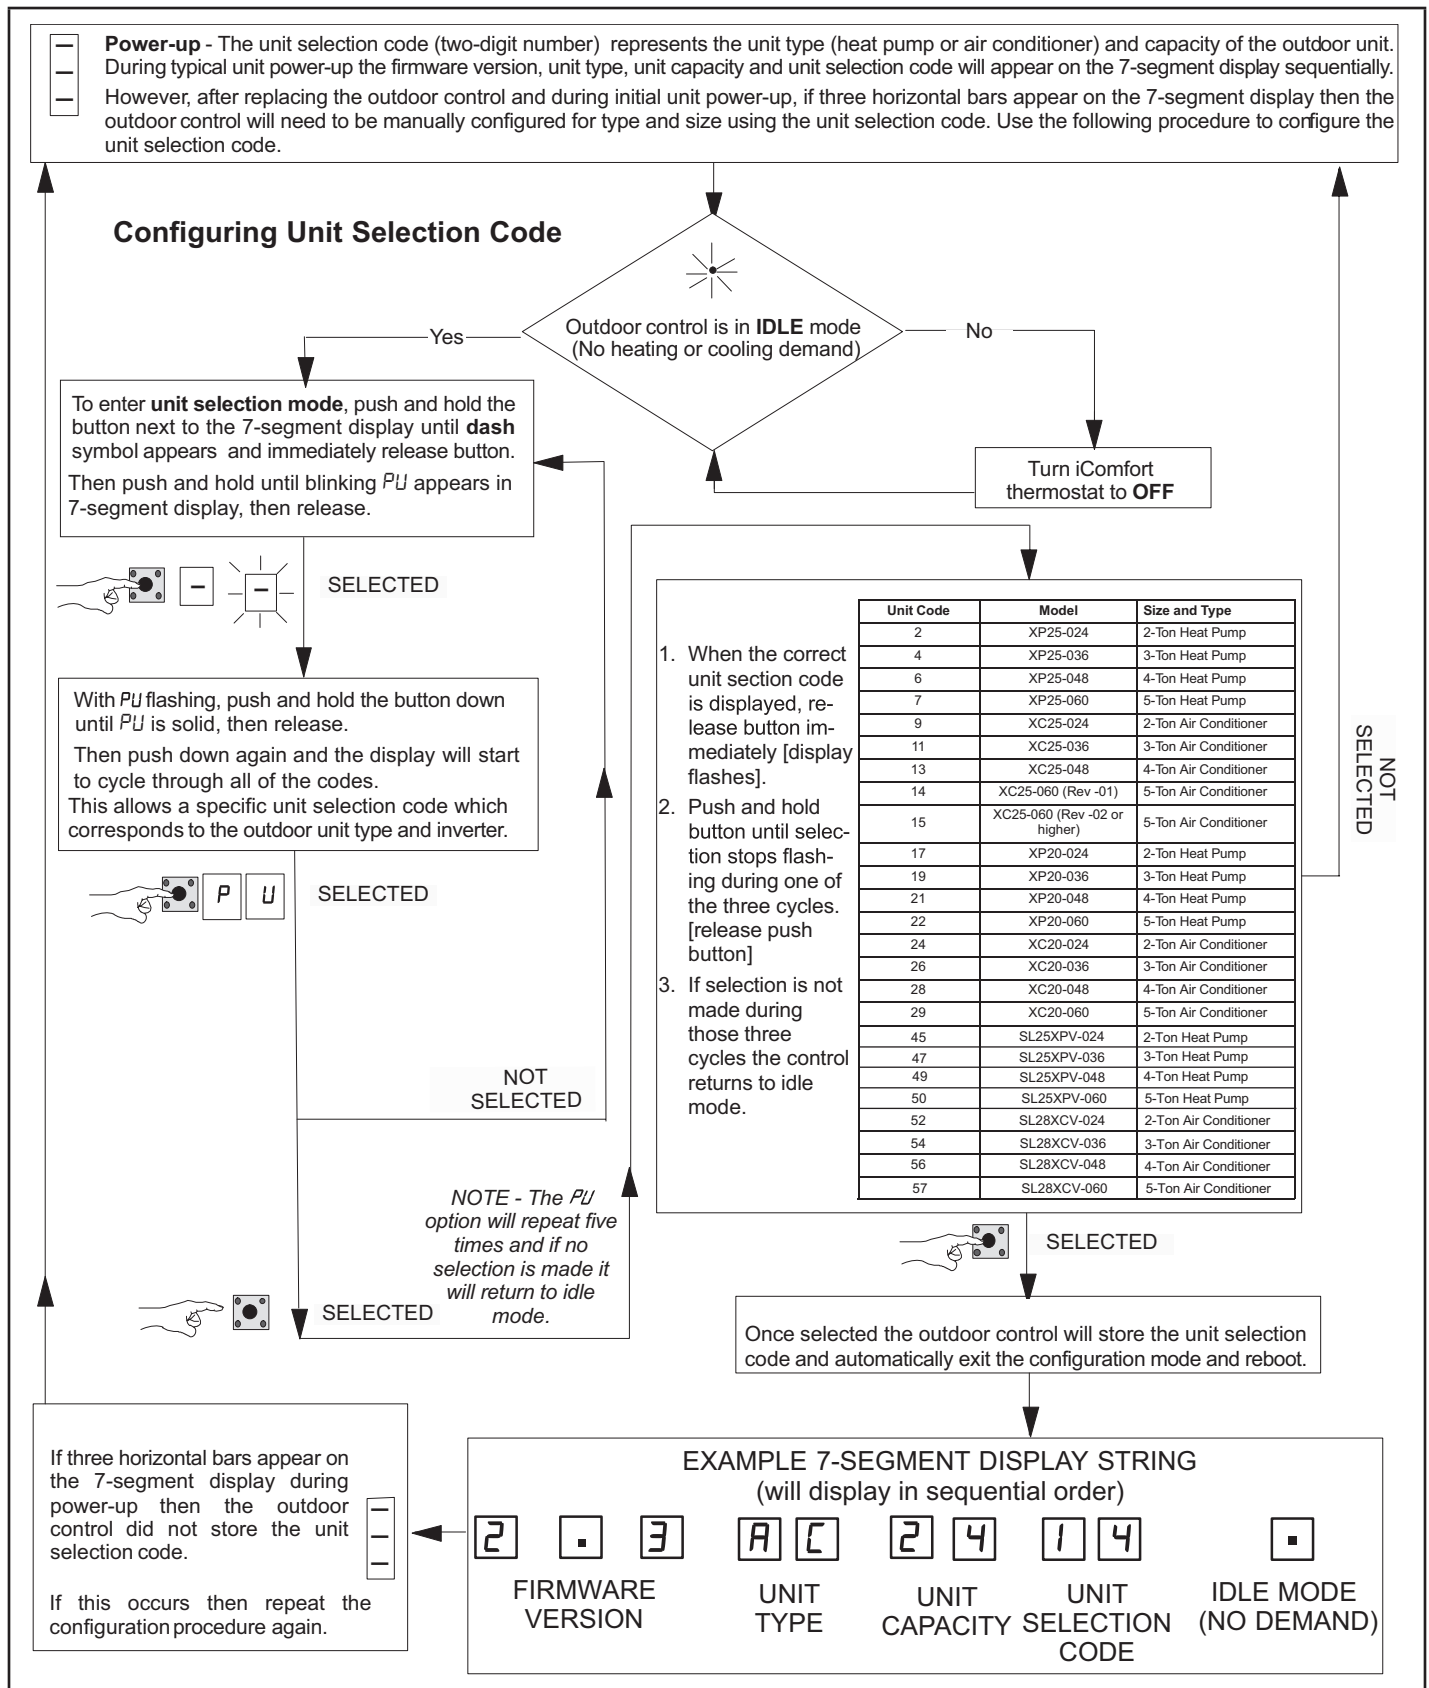 Power-up - The unit selection code (two-digit number) represents the unit type (heat pump or air conditioner) and capacity of the outdoor unit.
During typical unit power-up the firmware version, unit type, unit capacity and unit selection code will appear on the 7-segment display sequentially.
However, after replacing the outdoor control and during initial unit power-up, if three horizontal bars appear on the 7-segment display then the
outdoor control will need to be manually configured for type and size using the unit selection code. Use the following procedure to configure the
unit selection code.
Configuring Unit Selection Code
Outdoor control is in IDLE mode
(No heating or cooling demand)
Yes
No
To enter unit selection mode, push and hold the
button next to the 7-segment display until dash
symbol appears and immediately release button.
Then push and hold until blinking PU appears in
7-segment display, then release.
Turn iComfort
thermostat to OFF
SELECTED
With PU flashing, push and hold the button down
until PU is solid, then release.
Then push down again and the display will start
to cycle through all of the codes.
This allows a specific unit selection code which
corresponds to the outdoor unit type and inverter.
P U SELECTED
NOT
SELECTED
NOTE - The PU
option will repeat five
times and if no
selection is made it
will return to idle
mode.
SELECTED
1. When the correct
unit section code
is displayed, re-
lease button im-
mediately [display
flashes].
2. Push and hold
button until selec-
tion stops flash-
ing during one of
the three cycles.
[release push
button]
3. If selection is not
made during
those three
cycles the control
returns to idle
mode.
Unit Code Model Size and Type
2 XP25-024 2-Ton Heat Pump
4 XP25-036 3-Ton Heat Pump
6 XP25-048 4-Ton Heat Pump
7 XP25-060 5-Ton Heat Pump
9 XC25-024 2-Ton Air Conditioner
11 XC25-036 3-Ton Air Conditioner
13 XC25-048 4-Ton Air Conditioner
14 XC25-060 (Rev -01) 5-Ton Air Conditioner
15 XC25-060 (Rev -02 or
higher) 5-Ton Air Conditioner
17 XP20-024 2-Ton Heat Pump
19 XP20-036 3-Ton Heat Pump
21 XP20-048 4-Ton Heat Pump
22 XP20-060 5-Ton Heat Pump
24 XC20-024 2-Ton Air Conditioner
26 XC20-036 3-Ton Air Conditioner
28 XC20-048 4-Ton Air Conditioner
29 XC20-060 5-Ton Air Conditioner
45 SL25XPV-024 2-Ton Heat Pump
47 SL25XPV-036 3-Ton Heat Pump
49 SL25XPV-048 4-Ton Heat Pump
50 SL25XPV-060 5-Ton Heat Pump
52 SL28XCV-024 2-Ton Air Conditioner
54 SL28XCV-036 3-Ton Air Conditioner
56 SL28XCV-048 4-Ton Air Conditioner
57 SL28XCV-060 5-Ton Air Conditioner
NOT
SELECTED
SELECTED
Once selected the outdoor control will store the unit selection
code and automatically exit the configuration mode and reboot.
If three horizontal bars appear on
the 7-segment display during
power-up then the outdoor
control did not store the unit
selection code.
If this occurs then repeat the
configuration procedure again.
EXAMPLE 7-SEGMENT DISPLAY STRING
(will display in sequential order)
2 . 3 A C 2 4 1 4 .
FIRMWARE
VERSION
UNIT
TYPE
UNIT
CAPACITY
UNIT
SELECTION
CODE
IDLE MODE
(NO DEMAND)